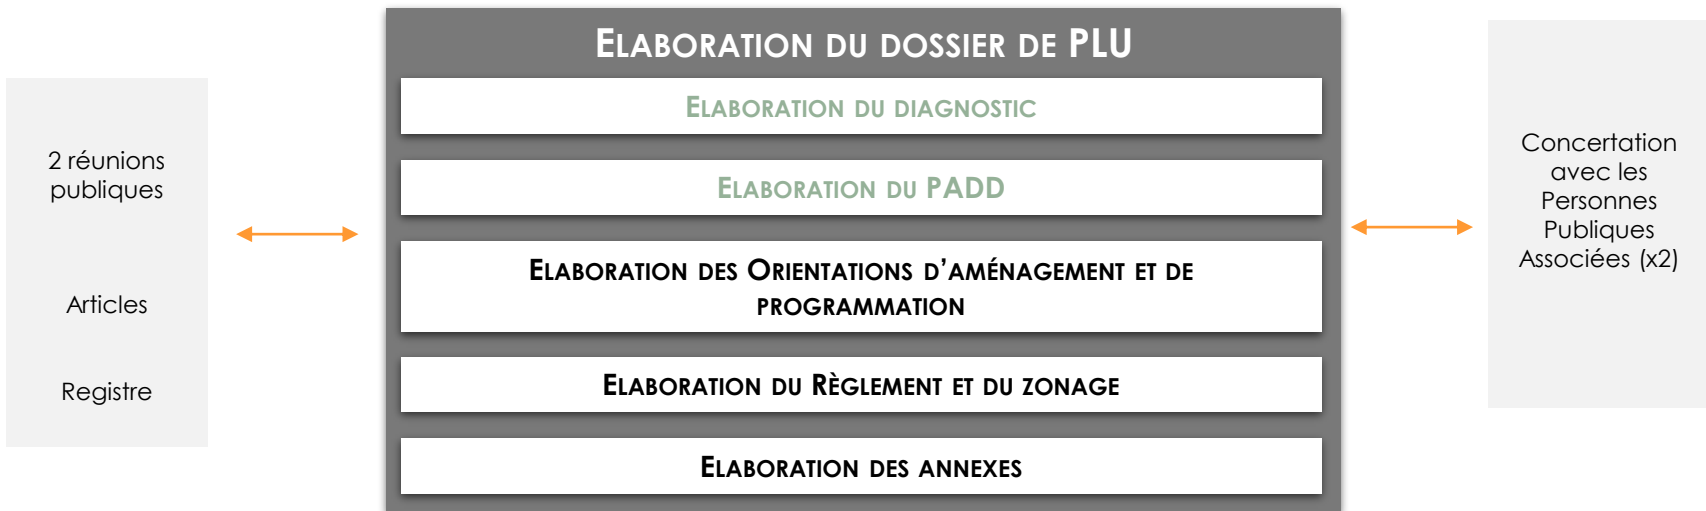 ELABORATION DU DOSSIER DE PLU
2 réunions
publiques
Articles
Registre
ELABORATION DU DIAGNOSTIC
ELABORATION DU PADD
ELABORATION DES ORIENTATIONS D'AMÉNAGEMENT ET DE
PROGRAMMATION
ELABORATION DU RÈGLEMENT ET DU ZONAGE
ELABORATION DES ANNEXES
Concertation
avec les
Personnes
Publiques
Associées (x2)